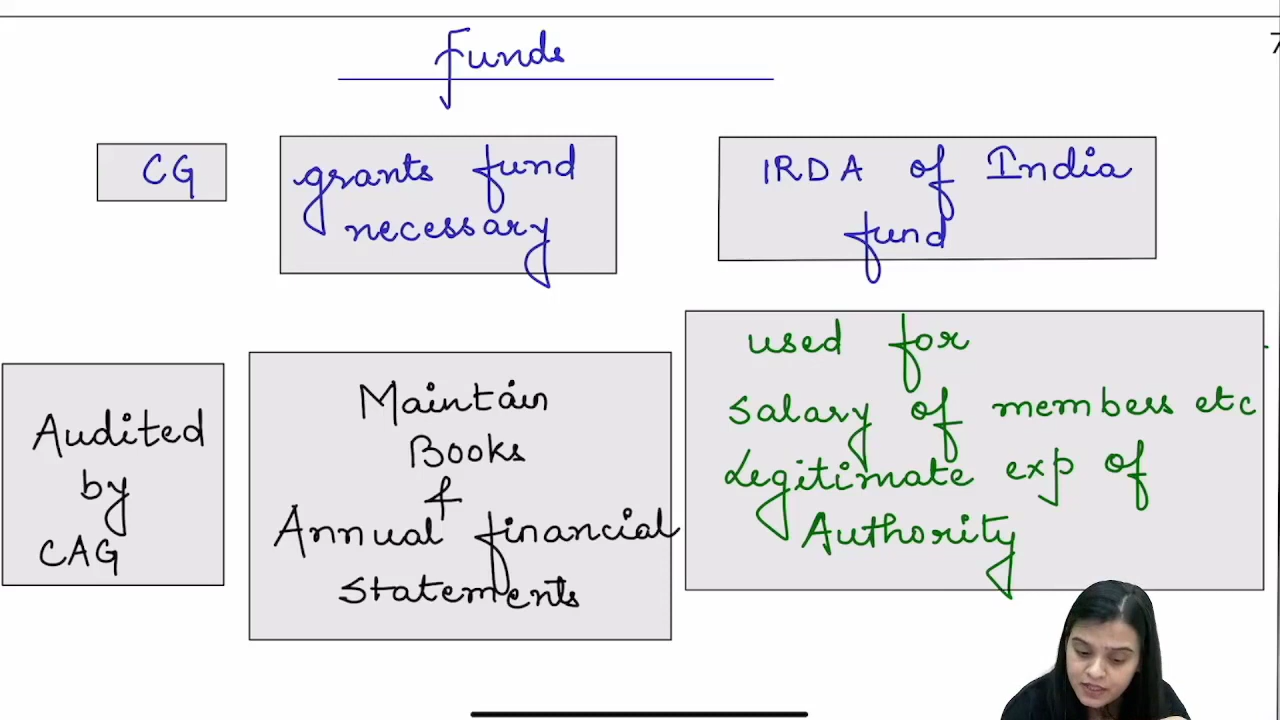 Funds
CG
grants fund
necessary
IRDA of India
fund
used for
Salary of members etc
Legitimate exp of
Authority
Maintain
Books
&
Annual financial
statements
Audited
by
CAG
7